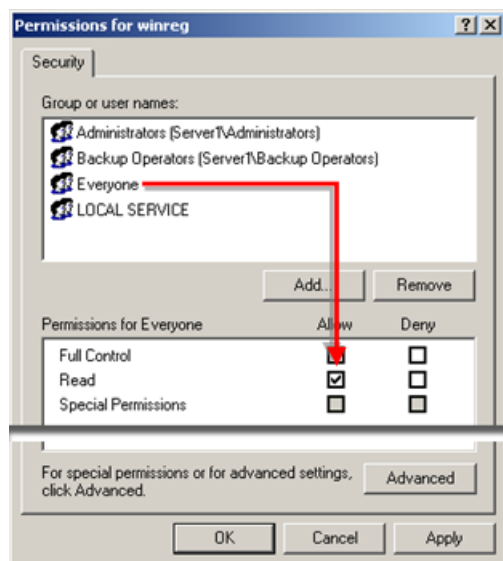 Permissions for winreg
Security
Group or user names:
Administrators (Server1\Administrators)
Backup Operators (Server1\Backup Operators)
Everyone
LOCAL SERVICE
Add... Remove
Permissions for Everyone Allow Deny
Full Control
Read
Special Permissions
For special permissions or for advanced settings,
click Advanced. Advanced
OK Cancel Apply